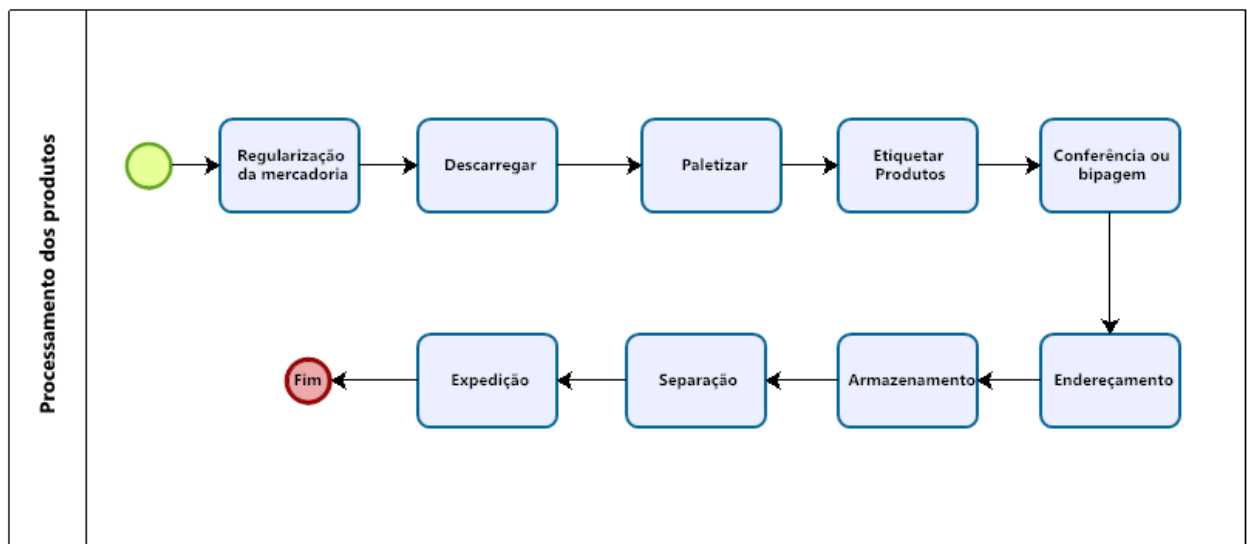 Processamento dos produtos
Regularização
da mercadoria
Descarregar
Paletizar
Etiquetar
Produtos
Conferência ou
bipagem
Fim
Expedição
Separação
Armazenamento
Endereçamento